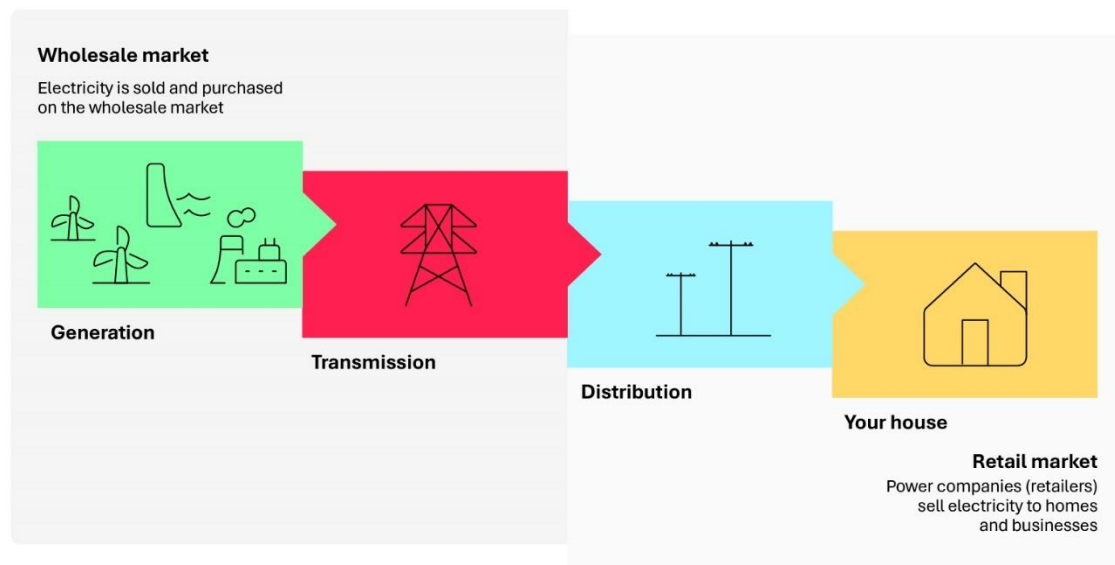 Wholesale market
Electricity is sold and purchased
on the wholesale market
Generation
Transmission
Distribution
Your house
Retail market
Power companies (retailers)
sell electricity to homes
and businesses